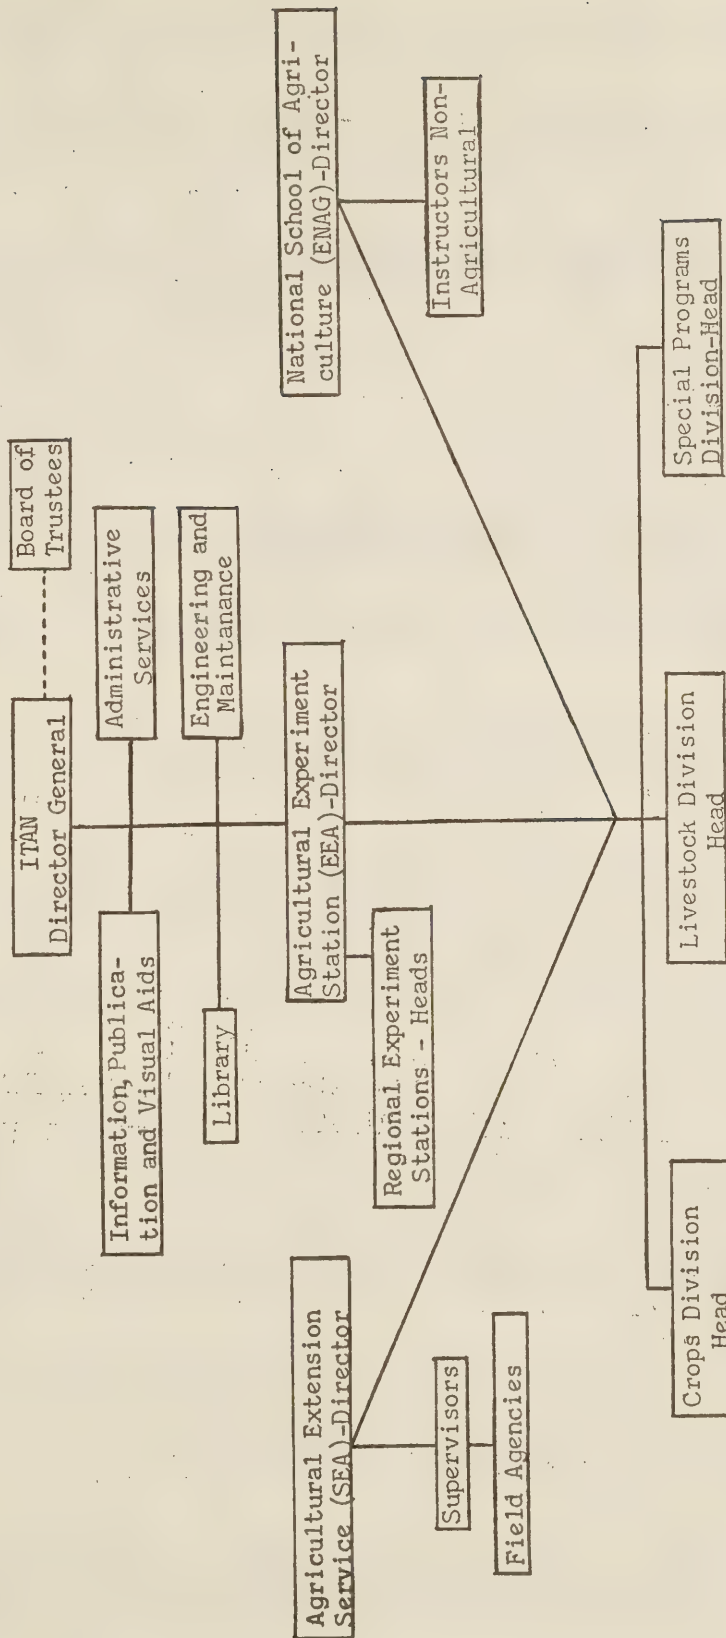 ITAN
Director General
Board of
Trustees
Information, Publica-
tion and Visual Aids
Administrative
Services
Library
Engineering and
Maintanance
Agricultural Extension
Service (SEA)-Director
Agricultural Experiment
Station (EEA)-Director
National School of Agri-
culture (ENAG)-Director
Supervisors
Field Agencies
Regional Experiment
Stations - Heads
Instructors Non-
Agricultural
Crops Division
Head
Livestock Division
Head
Special Programs
Division-Head